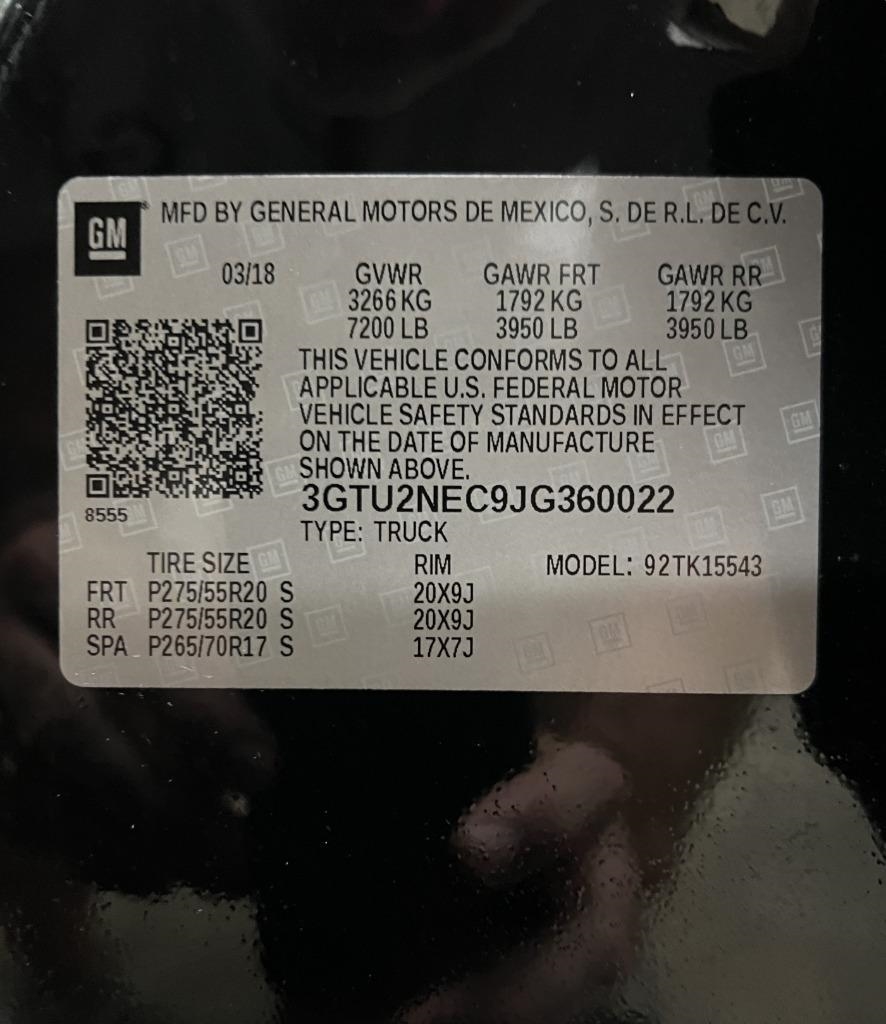 GM® MFD BY GENERAL MOTORS DE MEXICO, S. DE R.L. DE C.V.
03/18 GVWR GAWR FRT GAWR RR
3266 KG 1792 KG 1792 KG
7200 LB 3950 LB 3950 LB
THIS VEHICLE CONFORMS TO ALL
APPLICABLE U.S. FEDERAL MOTOR
VEHICLE SAFETY STANDARDS IN EFFECT
ON THE DATE OF MANUFACTURE
SHOWN ABOVE.
3GTU2NEC9JG360022
8555
TYPE: TRUCK
TIRE SIZE RIM MODEL: 92TK15543
FRT P275/55R20 S 20X9J
RR P275/55R20 S 20X9J
SPA P265/70R17 S 17X7J